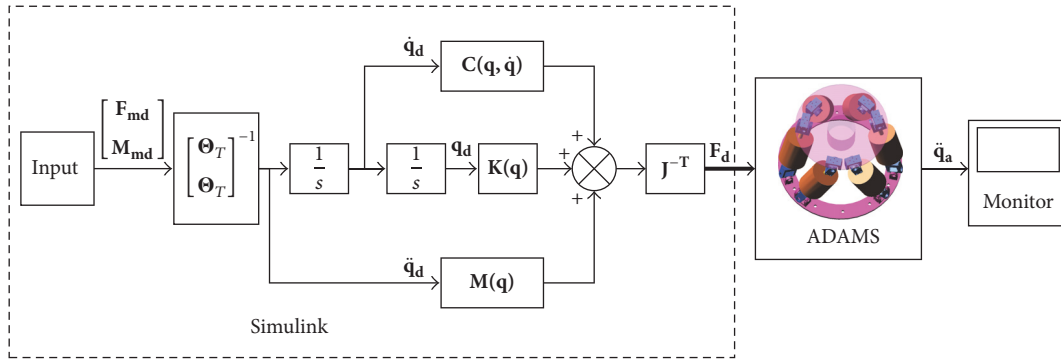 Input
[F_md
M_md]
[Θ_T
Θ_T]^-1
1/s
1/s
q̇_d
C(q, q̇)
q_d
K(q)
q̈_d
M(q)
+
+
+
J^-T
F_d
ADAMS
q̈_a
Monitor
Simulink